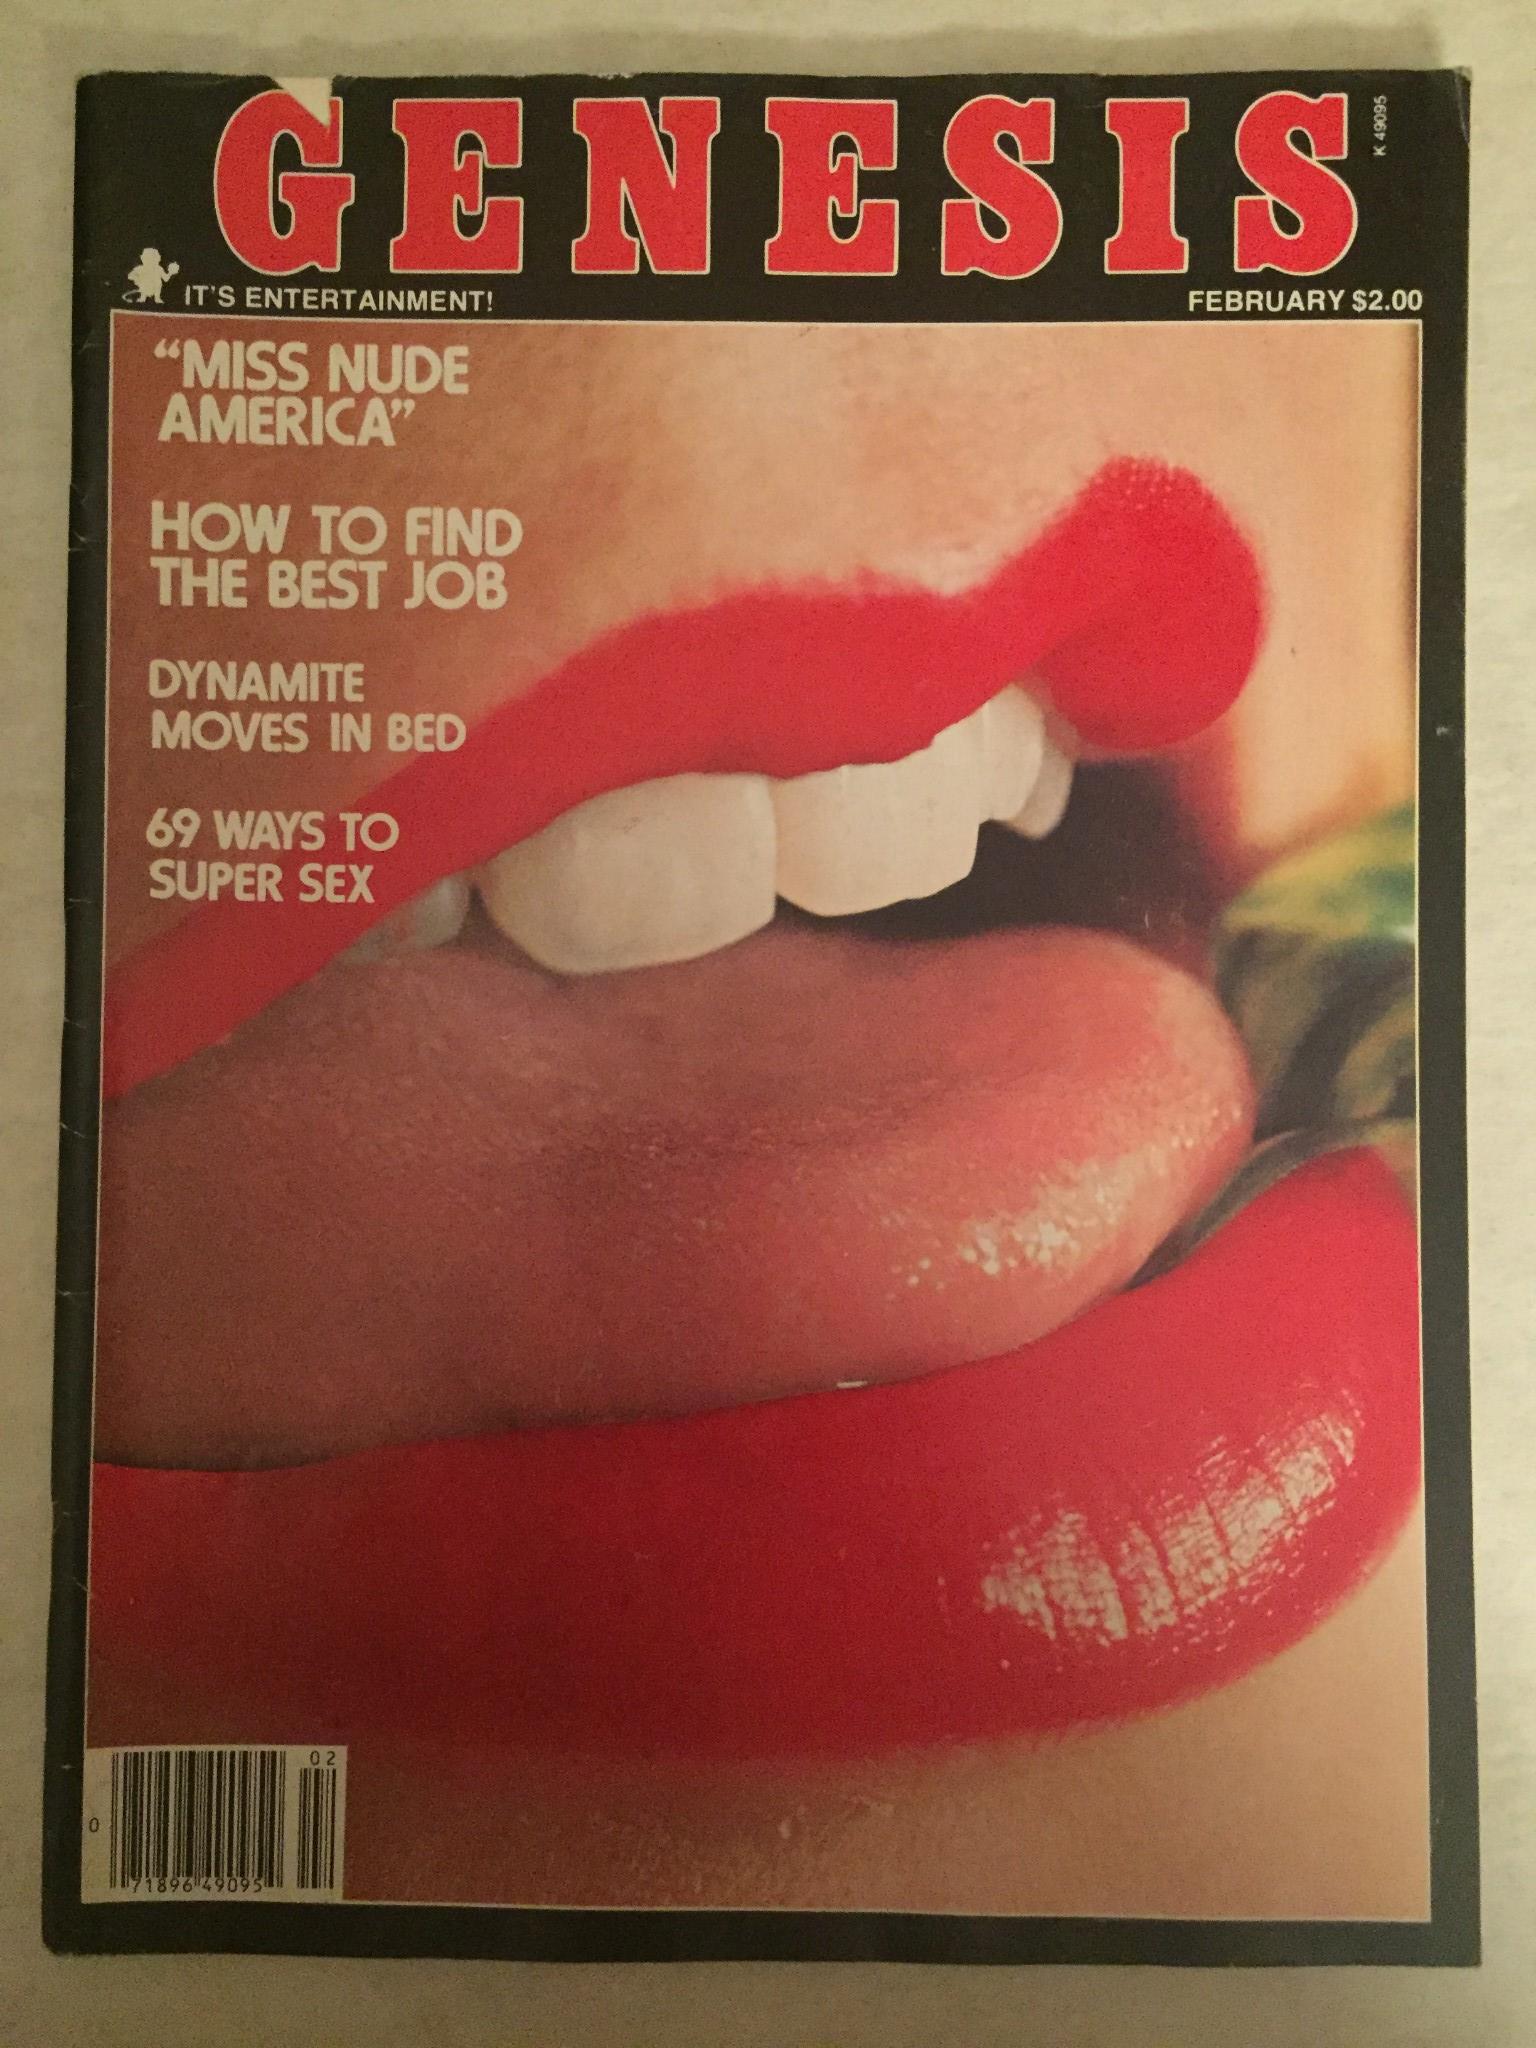 GENESIS
K 49095
IT'S ENTERTAINMENT!
FEBRUARY $2.00
“MISS NUDE
AMERICA”
HOW TO FIND
THE BEST JOB
DYNAMITE
MOVES IN BED
69 WAYS TO
SUPER SEX
02
0
71896 49095